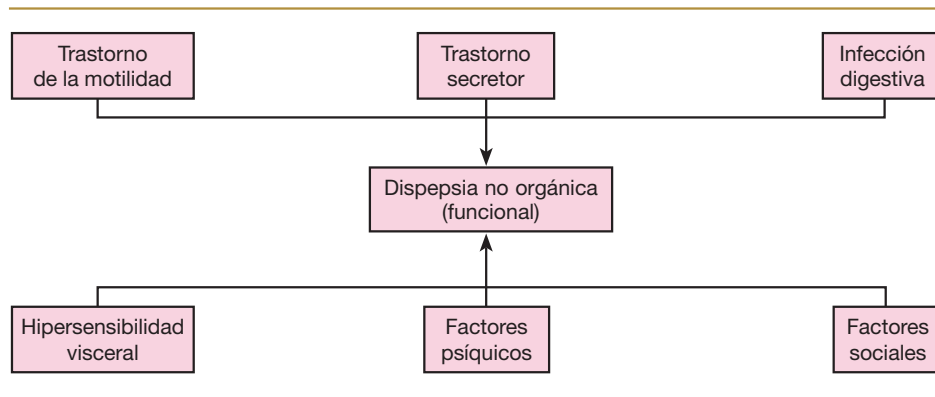 Trastorno
de la motilidad
Trastorno
secretor
Infección
digestiva
Dispepsia no orgánica
(funcional)
Hipersensibilidad
visceral
Factores
psíquicos
Factores
sociales